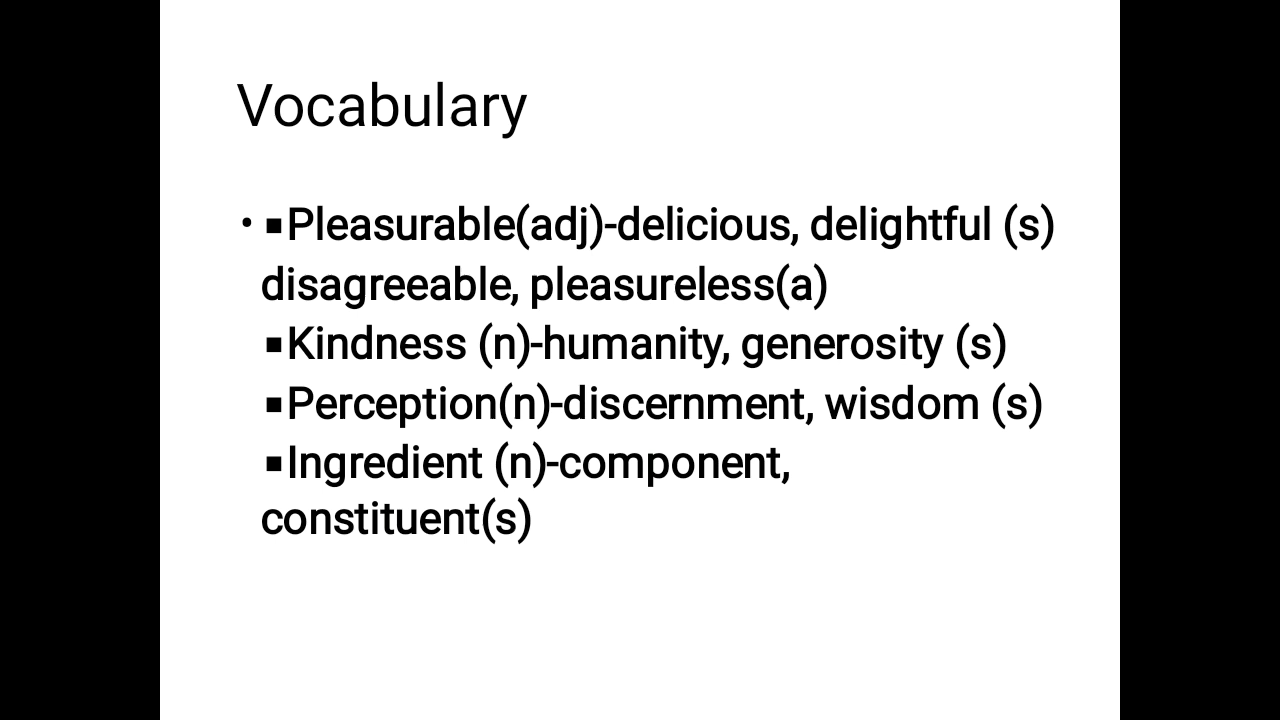 Vocabulary
• ▪Pleasurable(adj)-delicious, delightful (s)
disagreeable, pleasureless(a)
▪Kindness (n)-humanity, generosity (s)
▪Perception(n)-discernment, wisdom (s)
▪Ingredient (n)-component,
constituent(s)